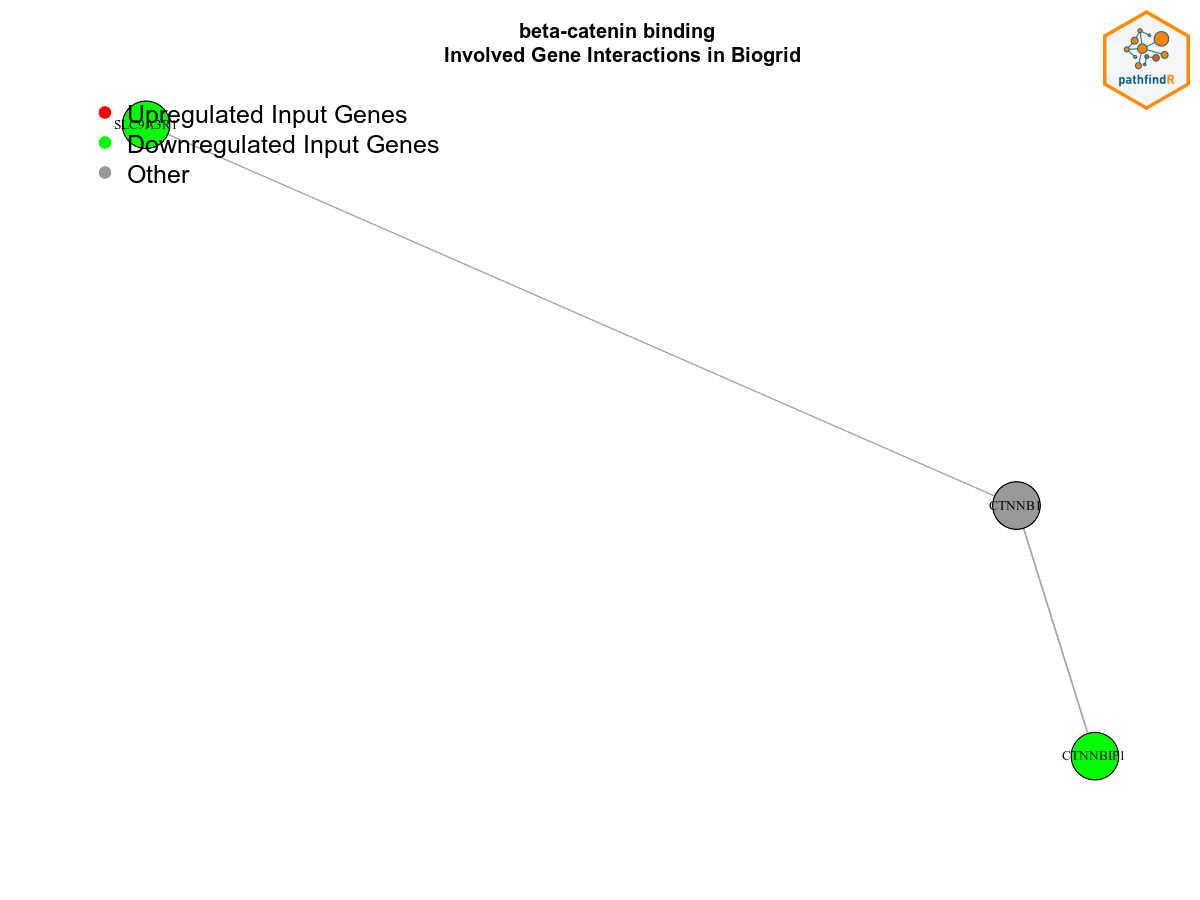 beta-catenin binding
Involved Gene Interactions in Biogrid
pathfindR
Upregulated Input Genes
SLC9A3R1
Downregulated Input Genes
Other
CTNNB1
CTNNBIP1